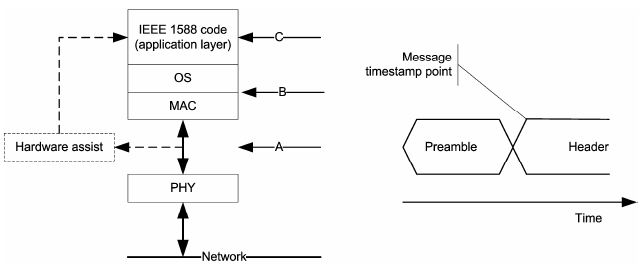 IEEE 1588 code
(application layer)
C
OS
B
MAC
Hardware assist
A
PHY
Network
Message
timestamp point
Preamble
Header
Time